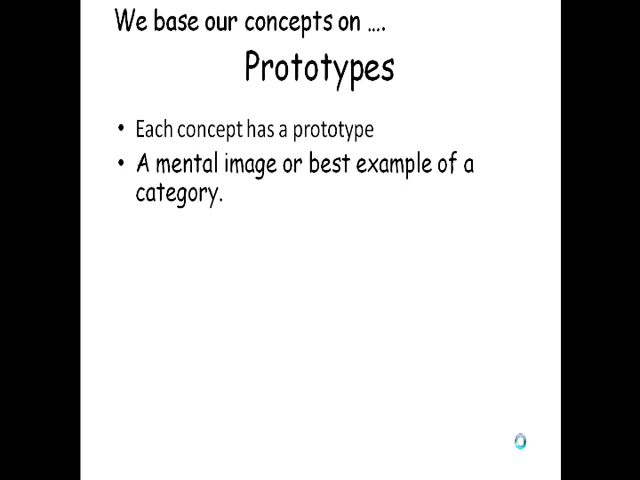 We base our concepts on ….
Prototypes
• Each concept has a prototype
• A mental image or best example of a
category.